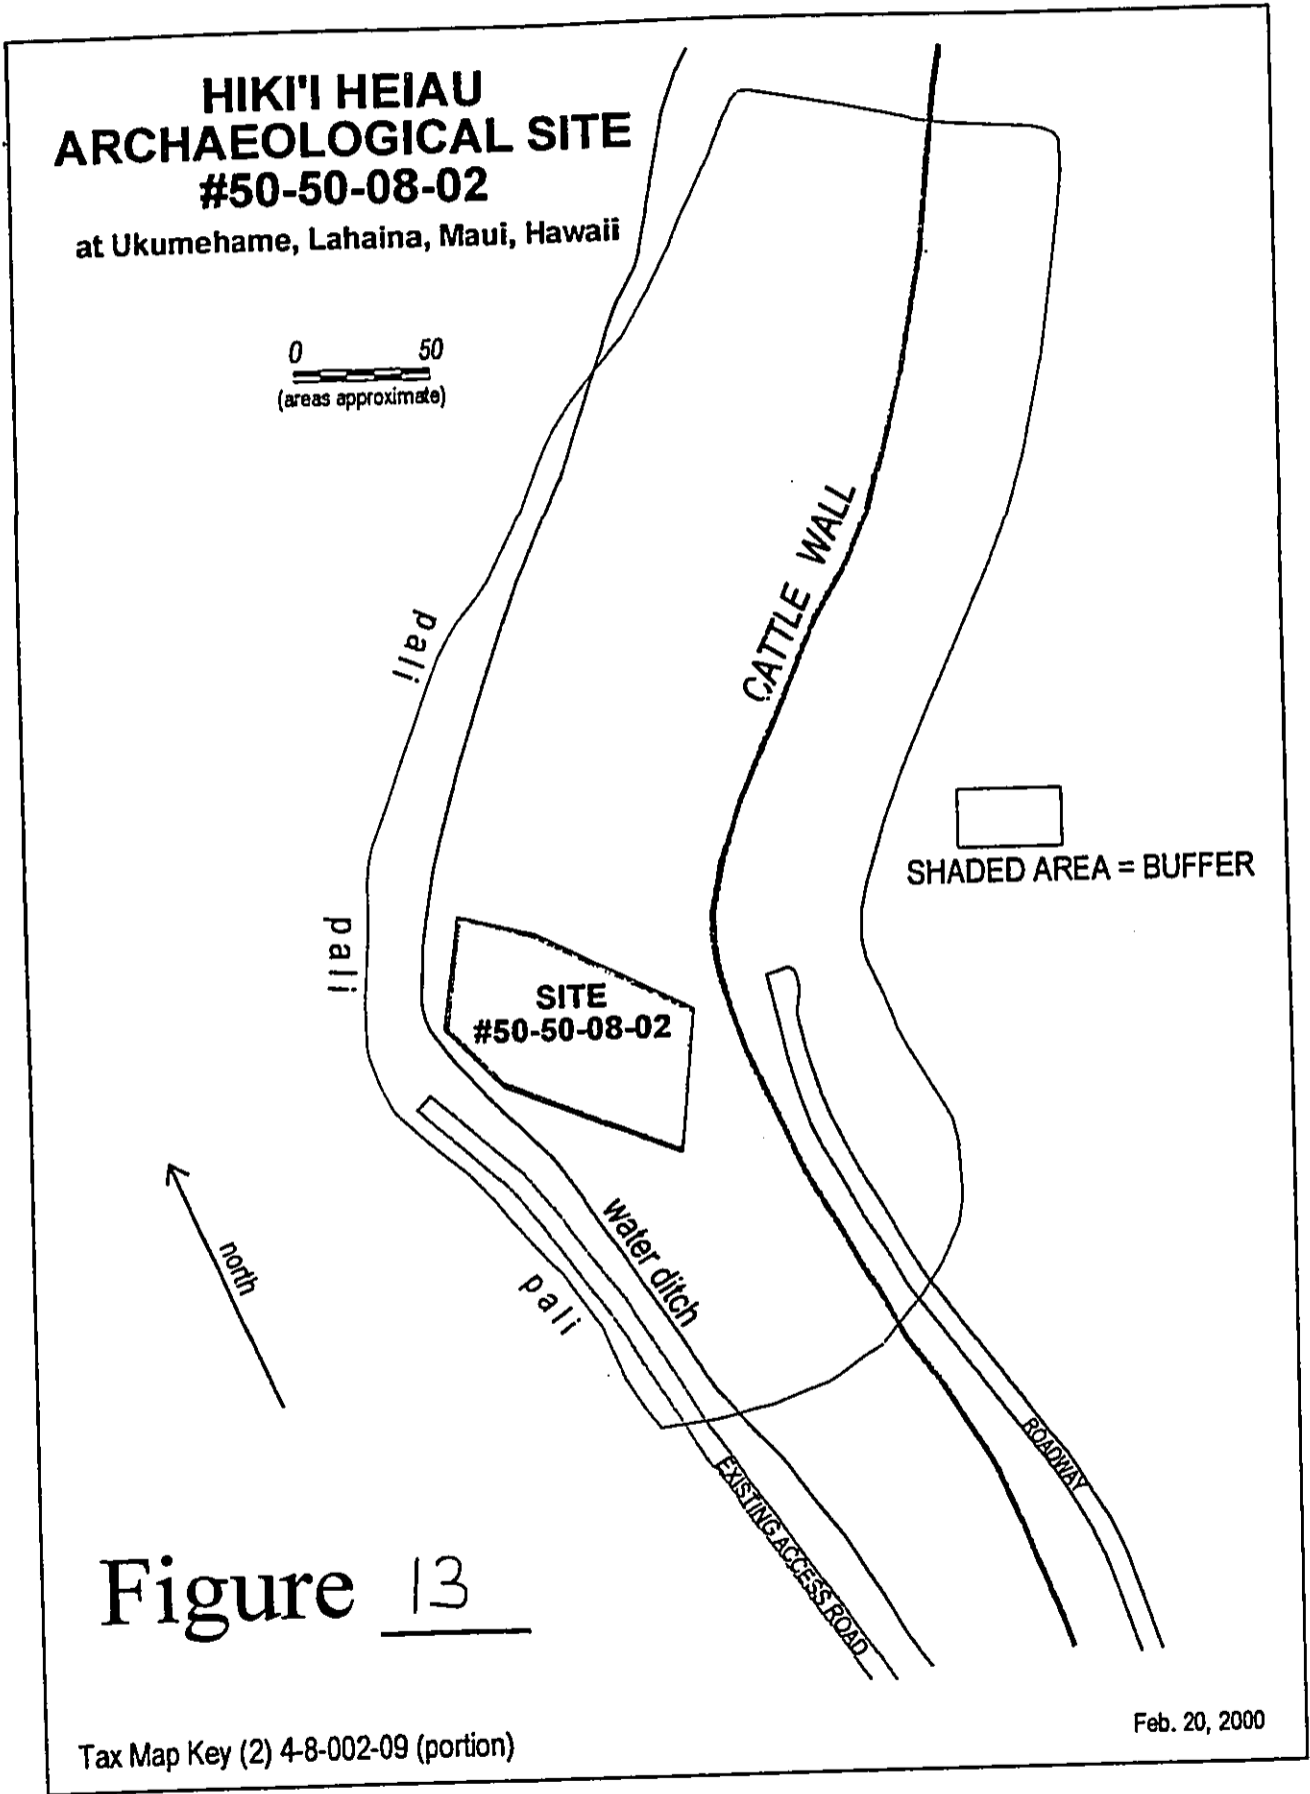 HIKI'I HEIAU
ARCHAEOLOGICAL SITE
#50-50-08-02
at Ukumehame, Lahaina, Maui, Hawaii
0 50
(areas approximate)
CATTLE WALL
pali
SHADED AREA = BUFFER
pali
SITE
#50-50-08-02
water ditch
north
pali
ROADWAY
EXISTING ACCESS ROAD
Figure 13
Feb. 20, 2000
Tax Map Key (2) 4-8-002-09 (portion)